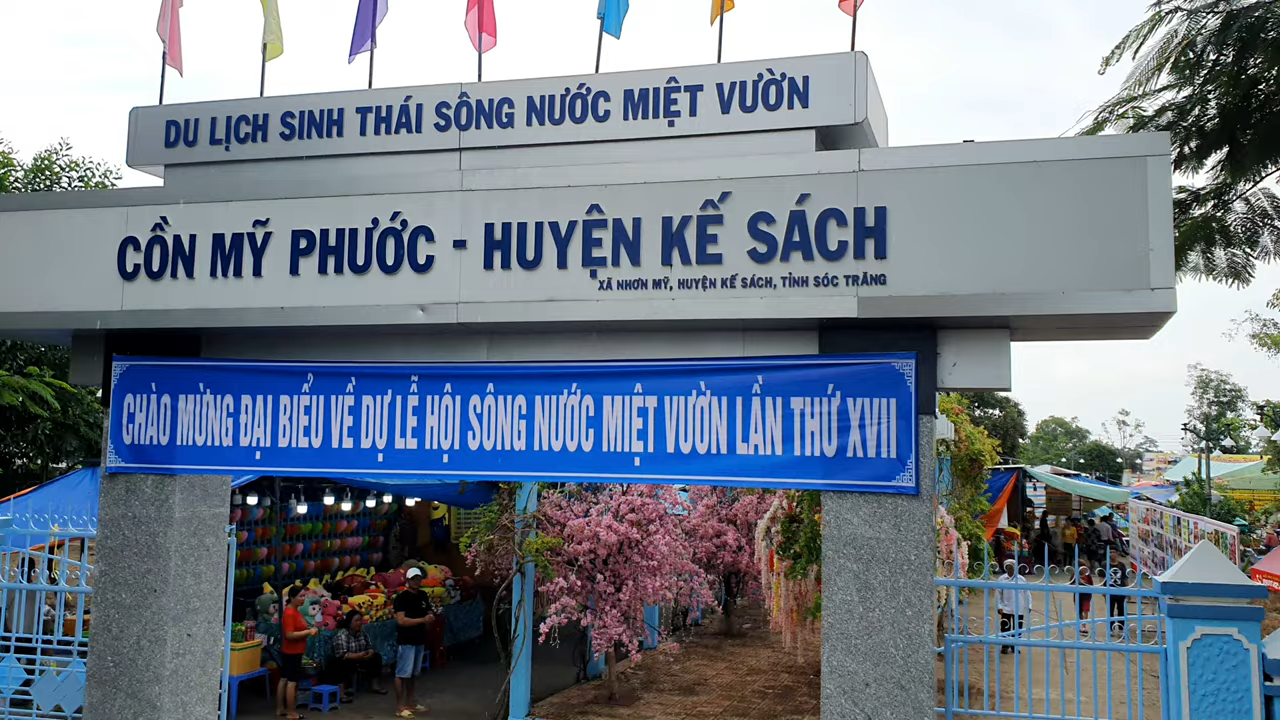 DU LỊCH SINH THÁI SÔNG NƯỚC MIỆT VƯỜN
CỒN MỸ PHƯỚC - HUYỆN KẾ SÁCH
XÃ NHƠN MỸ, HUYỆN KẾ SÁCH, TỈNH SÓC TRĂNG
CHÀO MỪNG ĐẠI BIỂU VỀ DỰ LỄ HỘI SÔNG NƯỚC MIỆT VƯỜN LẦN THỨ XVII